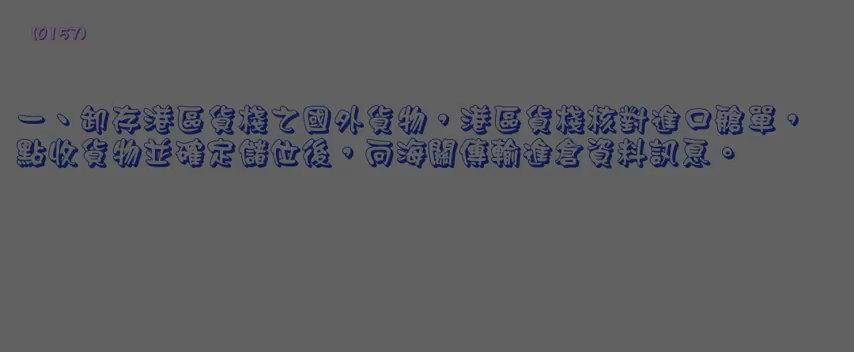 (0157)
一、卸存港區貨棧之國外貨物，港區貨棧核對進口艙單，
點收貨物並確定儲位後，向海關傳輸進倉資料訊息。